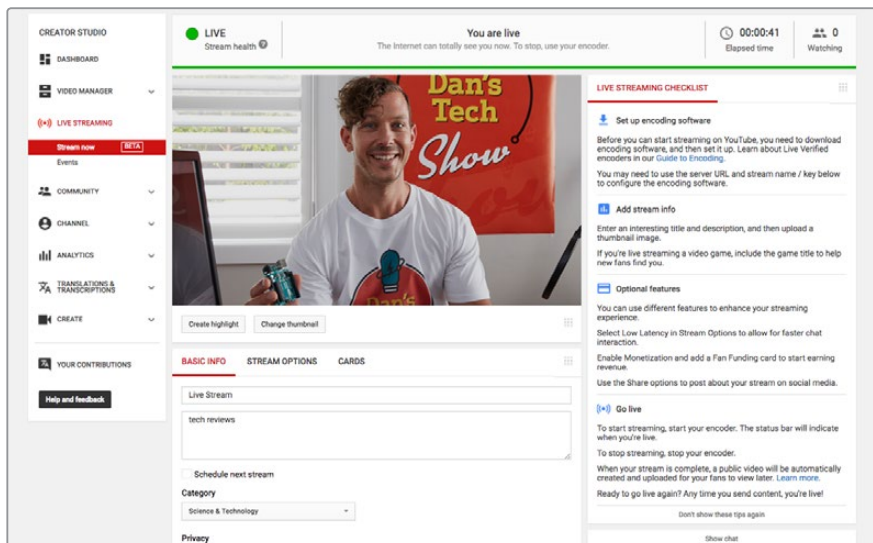 CREATOR STUDIO
DASHBOARD
VIDEO MANAGER
LIVE STREAMING
Stream now BETA
Events
COMMUNITY
CHANNEL
ANALYTICS
TRANSLATIONS &
TRANSCRIPTIONS
CREATE
YOUR CONTRIBUTIONS
Help and feedback
LIVE
Stream health ?
You are live
The Internet can totally see you now. To stop, use your encoder.
00:00:41
Elapsed time
0
Watching
Dan's
Tech
Show
Dan's
Create highlight
Change thumbnail
BASIC INFO
STREAM OPTIONS
CARDS
Live Stream
tech reviews
Schedule next stream
Category
Science & Technology
Privacy
LIVE STREAMING CHECKLIST
Set up encoding software
Before you can start streaming on YouTube, you need to download
encoding software, and then set it up. Learn about Live Verified
encoders in our Guide to Encoding.
You may need to use the server URL and stream name / key below
to configure the encoding software.
Add stream info
Enter an interesting title and description, and then upload a
thumbnail image.
If you're live streaming a video game, include the game title to help
new fans find you.
Optional features
You can use different features to enhance your streaming
experience.
Select Low Latency in Stream Options to allow for faster chat
interaction.
Enable Monetization and add a Fan Funding card to start earning
revenue.
Use the Share options to post about your stream on social media.
Go live
To start streaming, start your encoder. The status bar will indicate
when you're live.
To stop streaming, stop your encoder.
When your stream is complete, a public video will be automatically
created and uploaded for your fans to view later. Learn more.
Ready to go live again? Any time you send content, you're live!
Don't show these tips again
Show chat